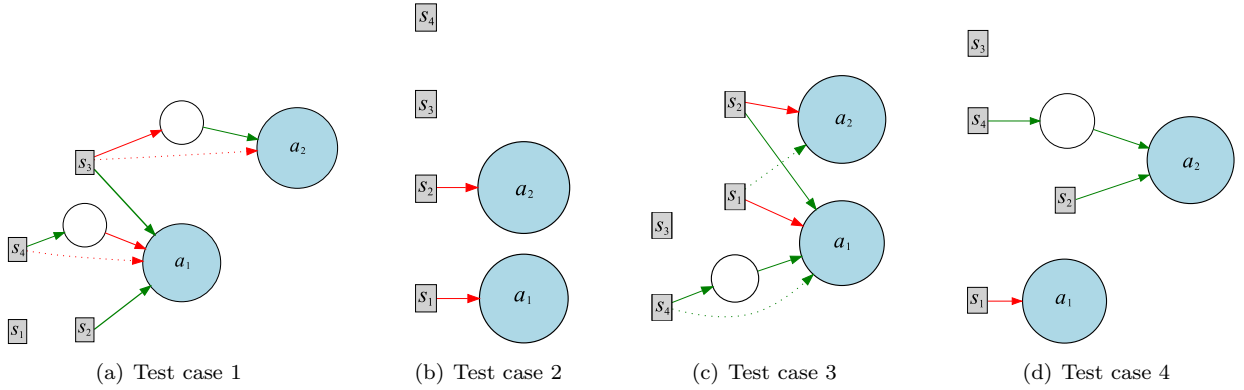 s₃
a₂
s₄
a₁
s₁
s₂
(a) Test case 1
s₄
s₃
s₂
a₂
s₁
a₁
(b) Test case 2
s₂
a₂
s₁
s₃
a₁
s₄
(c) Test case 3
s₃
s₄
a₂
s₂
s₁
a₁
(d) Test case 4